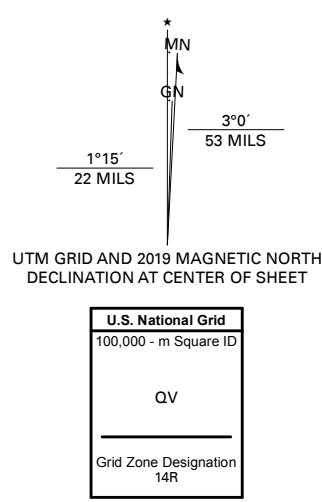 ★
MN
GN
3°0´
53 MILS
1°15´
22 MILS
UTM GRID AND 2019 MAGNETIC NORTH
DECLINATION AT CENTER OF SHEET
U.S. National Grid
100,000 - m Square ID
QV
Grid Zone Designation
14R